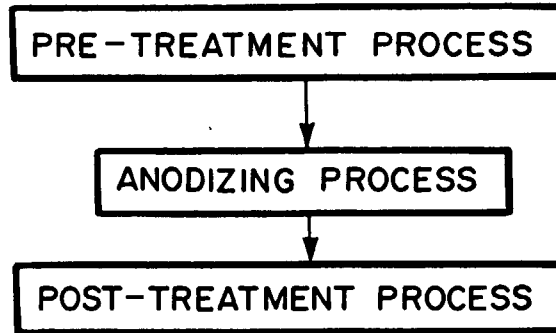 PRE-TREATMENT PROCESS
ANODIZING PROCESS
POST-TREATMENT PROCESS